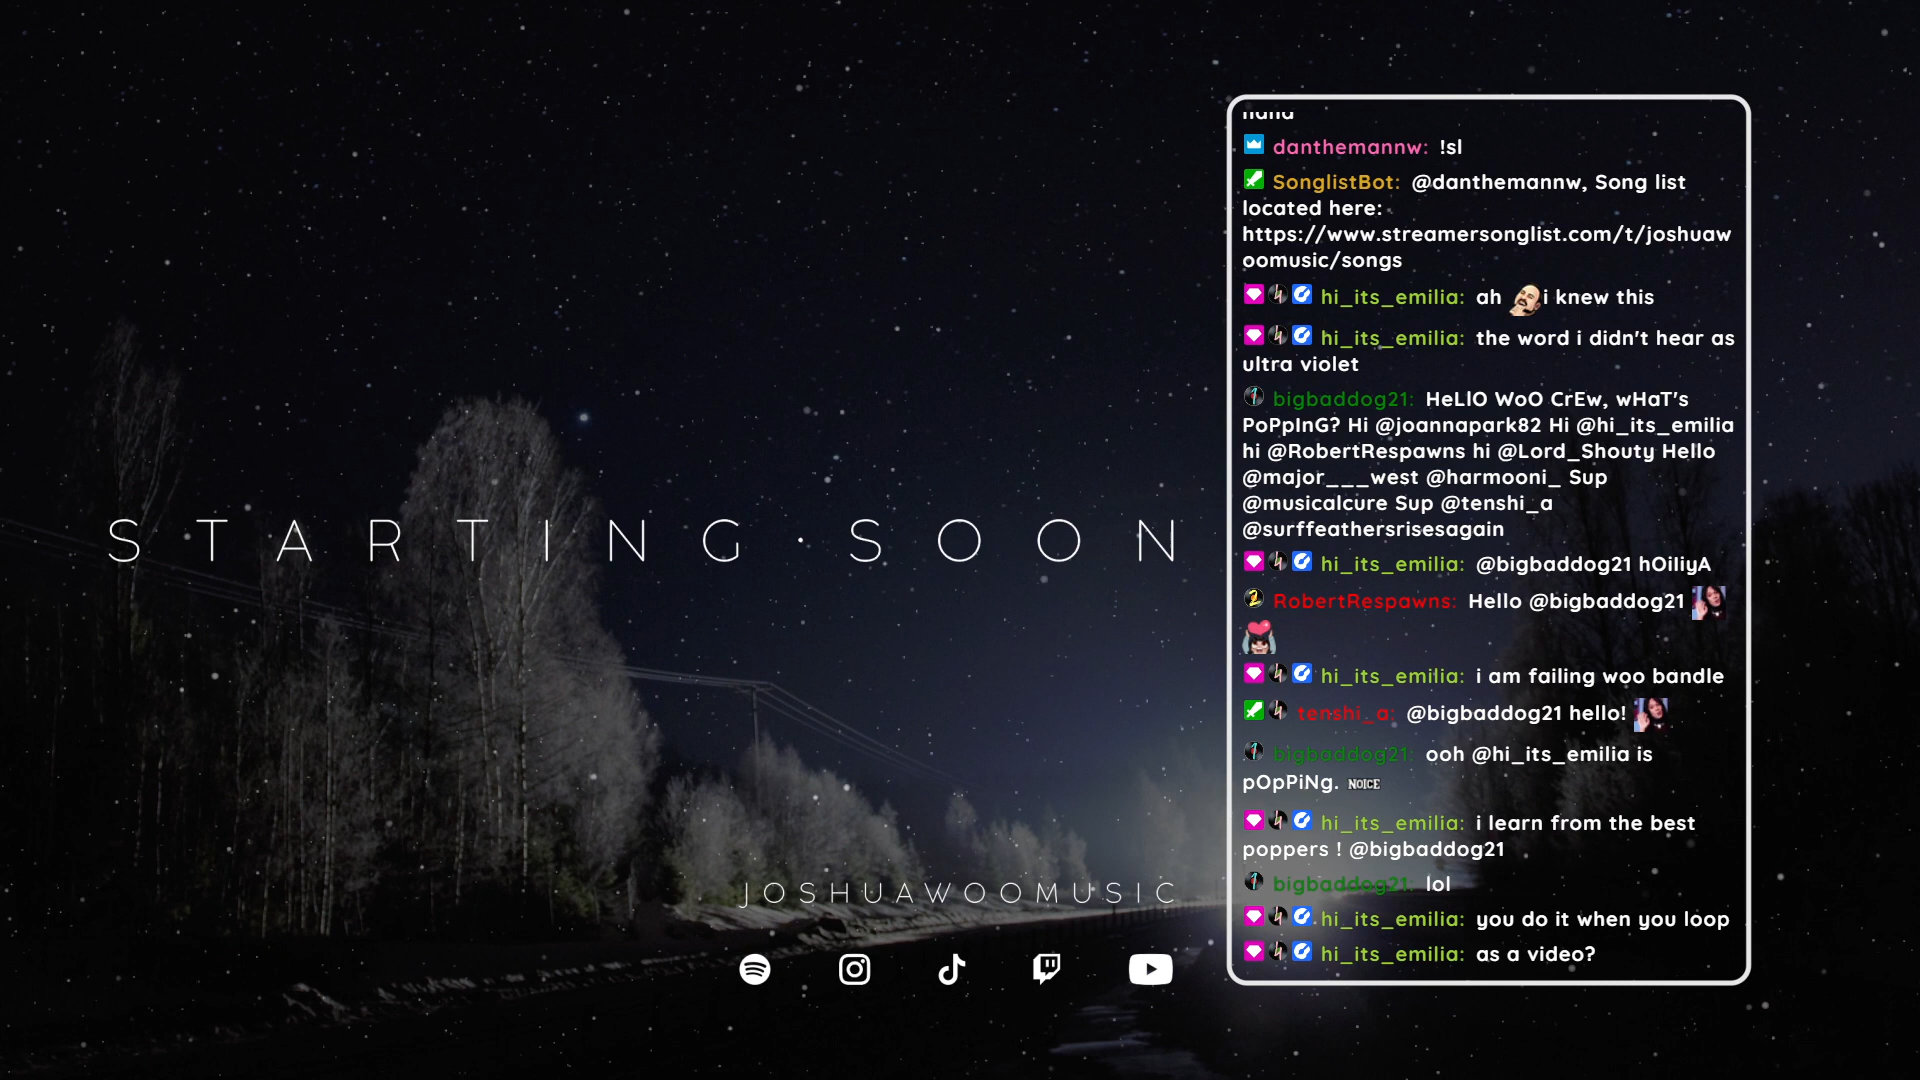 STARTING SOON
JOSHUAWOOMUSIC
danthemannw: !sl
SonglistBot: @danthemannw, Song list
located here:
https://www.streamersonglist.com/t/joshuaw
oomusic/songs
hi_its_emilia: ah i knew this
hi_its_emilia: the word i didn't hear as
ultra violet
bigbaddog21: HeLlO WoO CrEw, wHaT's
PoPpInG? Hi @joannapark82 Hi @hi_its_emilia
hi @RobertRespawns hi @Lord_Shouty Hello
@major___west @harmooni_ Sup
@musicalcure Sup @tenshi_a
@surffeathersrisesagain
hi_its_emilia: @bigbaddog21 hOiIiyA
RobertRespawns: Hello @bigbaddog21
hi_its_emilia: i am failing woo bandle
tenshi_a: @bigbaddog21 hello!
bigbaddog21: ooh @hi_its_emilia is
pOpPiNg. NOICE
hi_its_emilia: i learn from the best
poppers ! @bigbaddog21
bigbaddog21: lol
hi_its_emilia: you do it when you loop
hi_its_emilia: as a video?